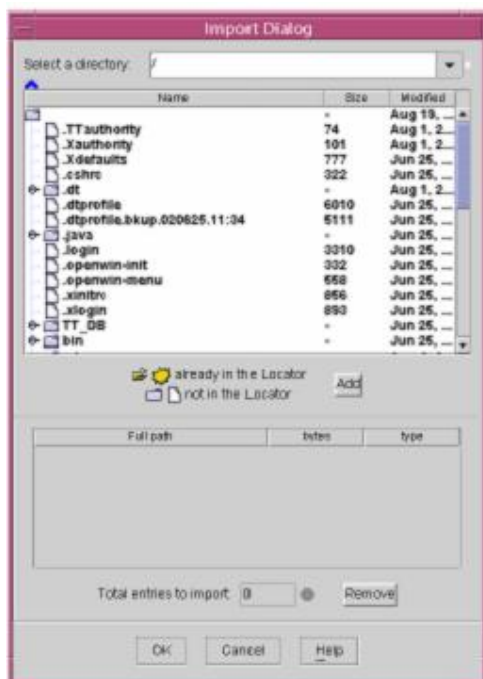 Import Dialog
Select a directory: /
Name Size Modified
- Aug 19, ...
.TTauthority 74 Aug 1, 2...
.Xauthority 101 Aug 1, 2...
.Xdefaults 777 Jun 25, ...
.cshrc 322 Jun 25, ...
.dt - Aug 1, 2...
.dtprofile 6010 Jun 25, ...
.dtprofile.bkup.020625.11:34 5111 Jun 25, ...
.java - Jun 25, ...
.login 3310 Jun 25, ...
.openwin-init 332 Jun 25, ...
.openwin-menu 558 Jun 25, ...
.xinitrc 856 Jun 25, ...
.xlogin 893 Jun 25, ...
TT_DB - Jun 25, ...
bin - Jun 25, ...
already in the Locator
not in the Locator
Add
Full path bytes type
Total entries to import 0 Remove
OK Cancel Help